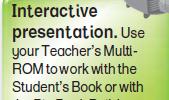 Interactive
presentation. Use
your Teacher's Multi-
ROM to work with the
Student's Book or with